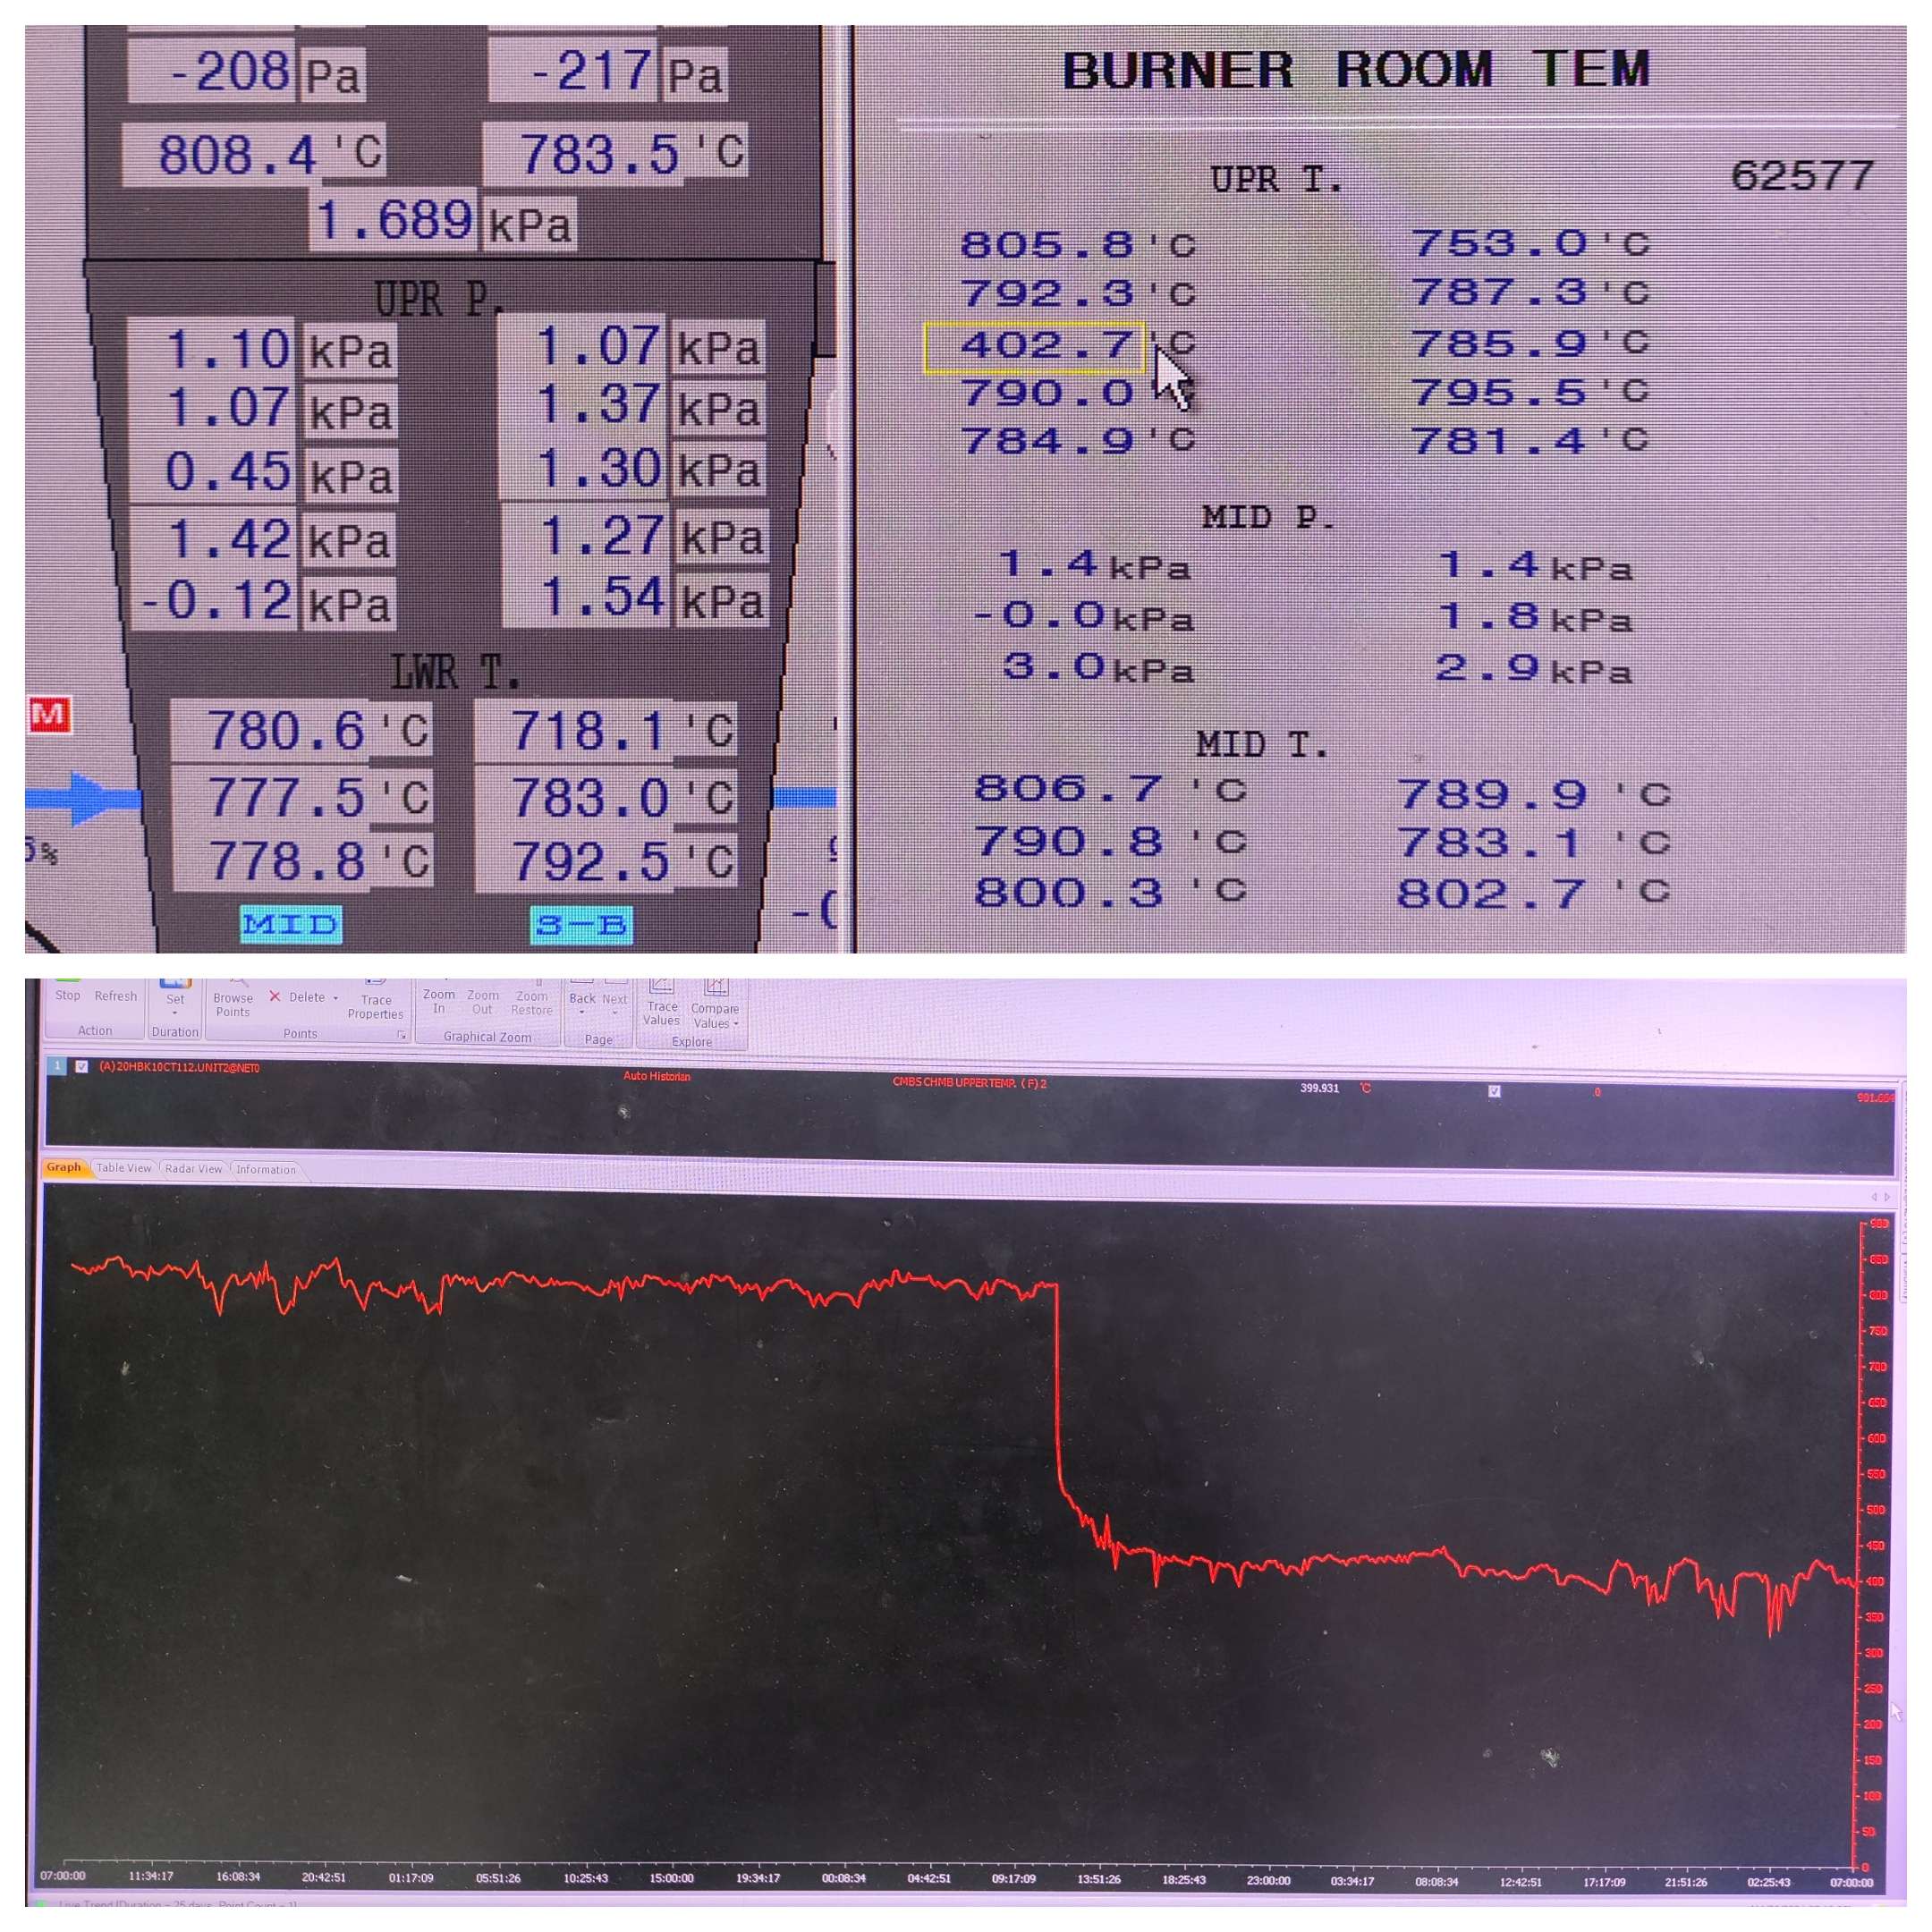 -208 Pa -217 Pa
808.4 'C 783.5 'C
1.689 kPa
UPR P.
1.10 kPa 1.07 kPa
1.07 kPa 1.37 kPa
0.45 kPa 1.30 kPa
1.42 kPa 1.27 kPa
-0.12 kPa 1.54 kPa
LWR T.
M
780.6 'C 718.1 'C
777.5 'C 783.0 'C
778.8 'C 792.5 'C
MID S-B
BURNER ROOM TEM
UPR T. 62577
805.8 'C 753.0 'C
792.3 'C 787.3 'C
402.7 'C 785.9 'C
790.0 795.5 'C
784.9 'C 781.4 'C
MID P.
1.4 kPa 1.4 kPa
-0.0 kPa 1.8 kPa
3.0 kPa 2.9 kPa
MID T.
806.7 'C 789.9 'C
790.8 'C 783.1 'C
800.3 'C 802.7 'C
Stop Refresh Set Browse Points Delete Trace Properties Zoom In Zoom Out Zoom Restore Back Next Trace Values Compare Values
Action Duration Points Graphical Zoom Page Explore
1 (A) 20HBK10CT112.UNIT2@NET0 Auto Historian CMBS CHMB UPPER TEMP. (F) 2 399.931 °C 0
Graph Table View Radar View Information
900
850
800
750
700
650
600
550
500
450
400
350
300
250
200
150
100
50
0
07:00:00 11:34:17 16:08:34 20:42:51 01:17:09 05:51:26 10:25:43 15:00:00 19:34:17 00:08:34 04:42:51 09:17:09 13:51:26 18:25:43 23:00:00 03:34:17 08:08:34 12:42:51 17:17:09 21:51:26 02:25:43 07:00:00
Live Trend [Duration = 25 days, Point Count = 1]